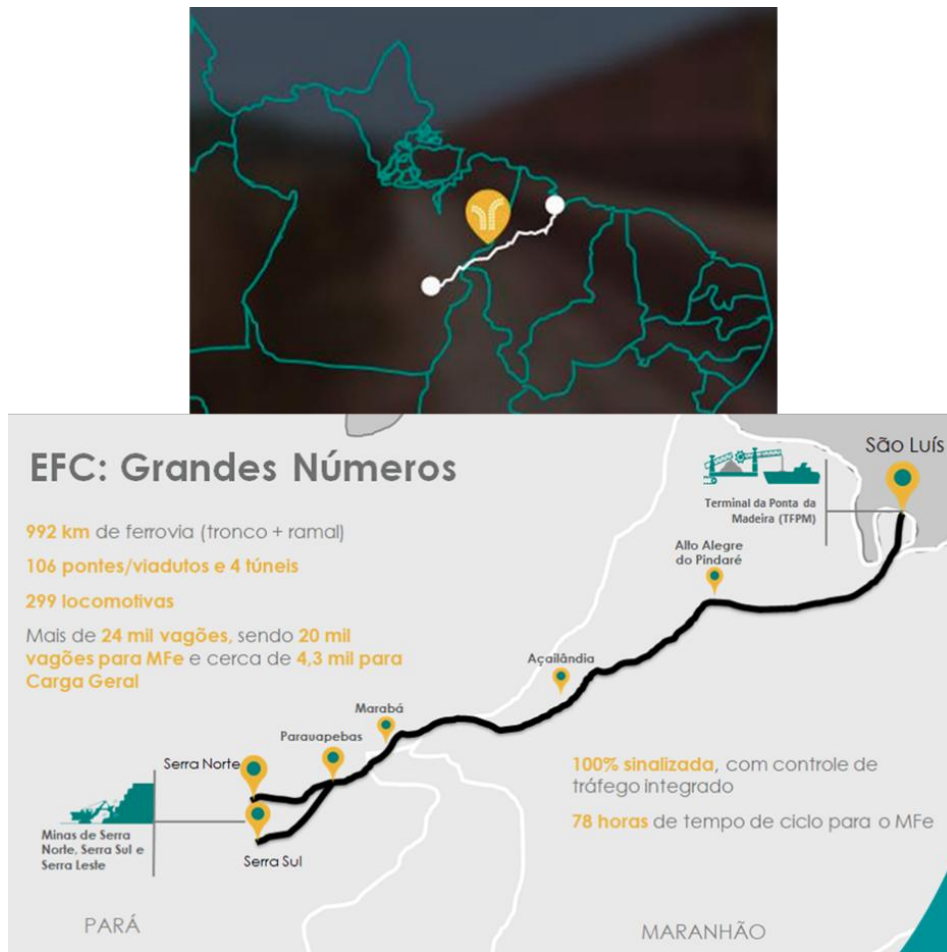 EFC: Grandes Números
992 km de ferrovia (tronco + ramal)
106 pontes/viadutos e 4 túneis
299 locomotivas
Mais de 24 mil vagões, sendo 20 mil
vagões para MFe e cerca de 4,3 mil para
Carga Geral
São Luís
Terminal da Ponta da
Madeira (TFPM)
Alto Alegre
do Pindaré
Açailândia
Marabá
Parauapebas
Serra Norte
Serra Sul
Minas de Serra
Norte, Serra Sul e
Serra Leste
100% sinalizada, com controle de
tráfego integrado
78 horas de tempo de ciclo para o MFe
PARÁ
MARANHÃO